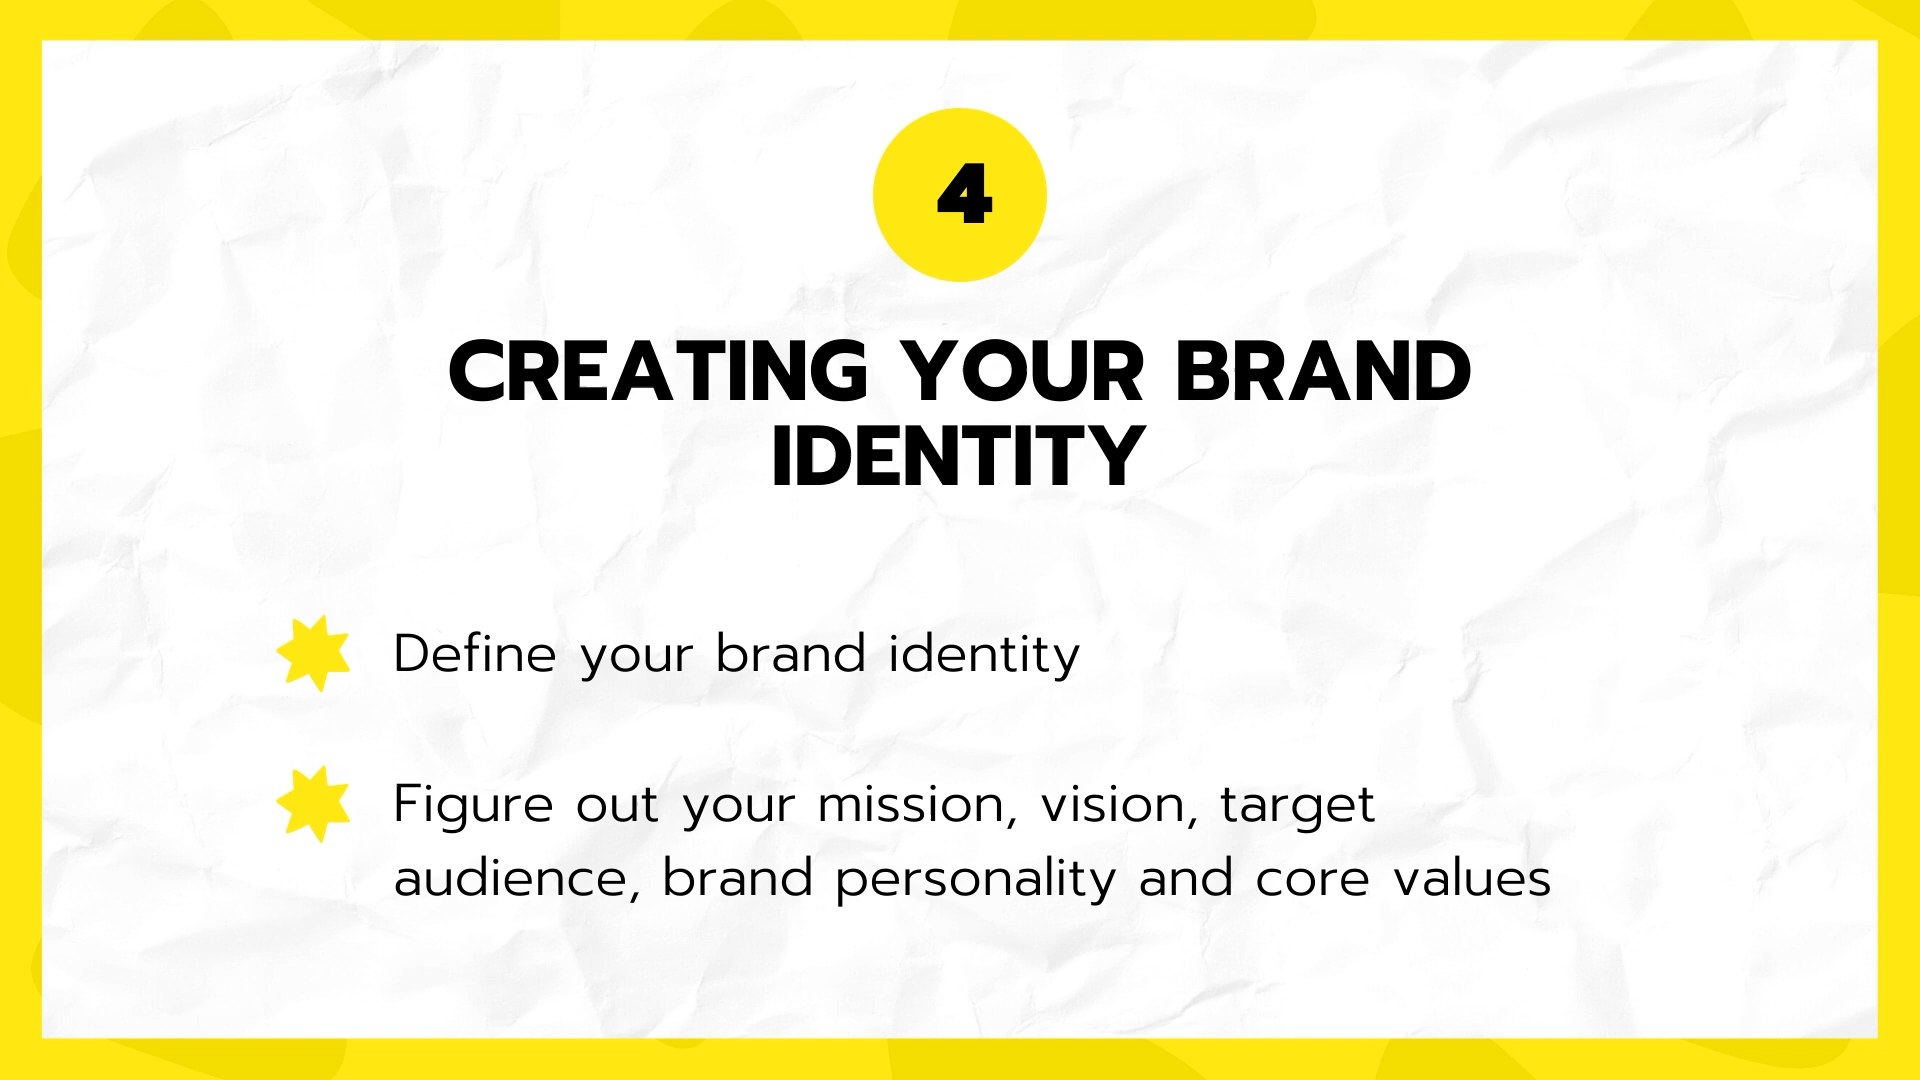 4
CREATING YOUR BRAND
IDENTITY
Define your brand identity
Figure out your mission, vision, target
audience, brand personality and core values